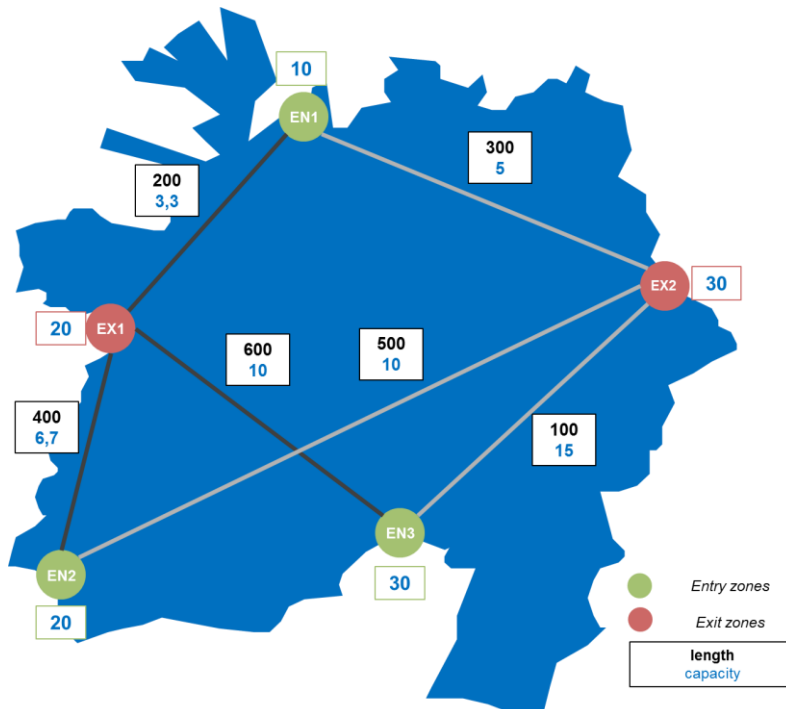 10
EN1
300
5
200
3,3
EX2
30
20
EX1
600
10
500
10
400
6,7
100
15
EN3
EN2
30
20
Entry zones
Exit zones
length
capacity